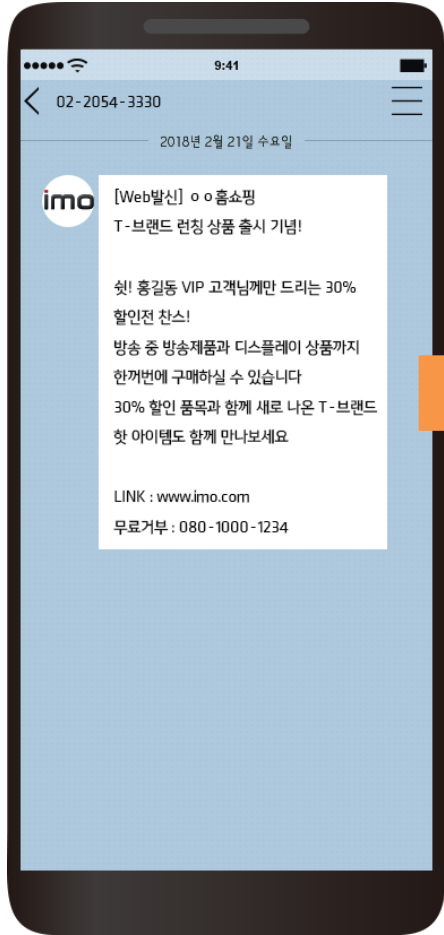 9:41
02-2054-3330
2018년 2월 21일 수요일
imo
[Web발신] ㅇㅇ홈쇼핑
T-브랜드 런칭 상품 출시 기념!
쉿! 홍길동 VIP 고객님께만 드리는 30%
할인전 찬스!
방송 중 방송제품과 디스플레이 상품까지
한꺼번에 구매하실 수 있습니다
30% 할인 품목과 함께 새로 나온 T-브랜드
핫 아이템도 함께 만나보세요
LINK : www.imo.com
무료거부 : 080-1000-1234